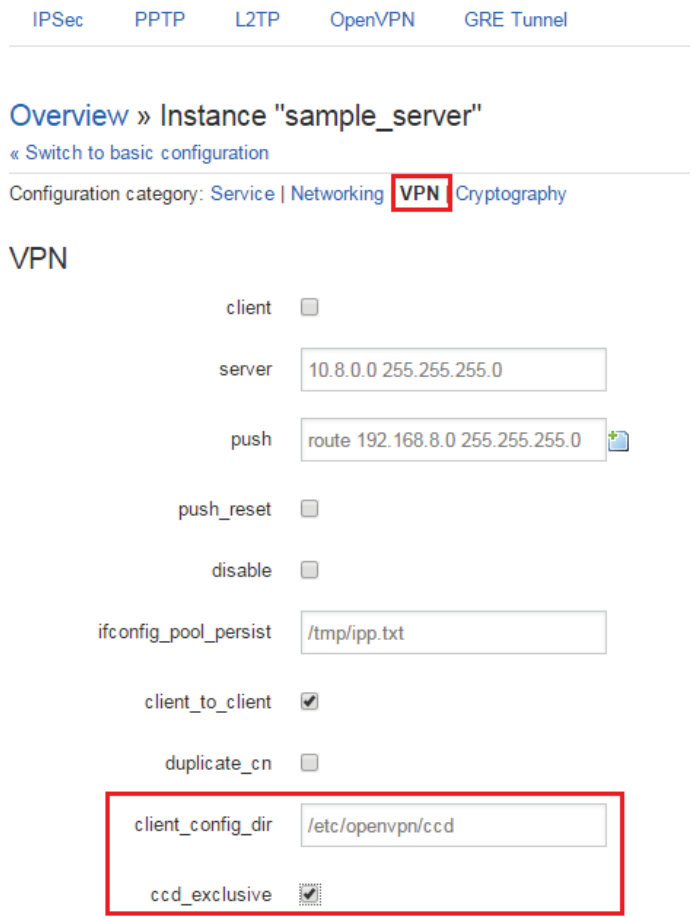 IPSec PPTP L2TP OpenVPN GRE Tunnel
Overview » Instance "sample_server"
« Switch to basic configuration
Configuration category: Service | Networking | VPN | Cryptography
VPN
client
server 10.8.0.0 255.255.255.0
push route 192.168.8.0 255.255.255.0
push_reset
disable
ifconfig_pool_persist /tmp/ipp.txt
client_to_client
duplicate_cn
client_config_dir /etc/openvpn/ccd
ccd_exclusive